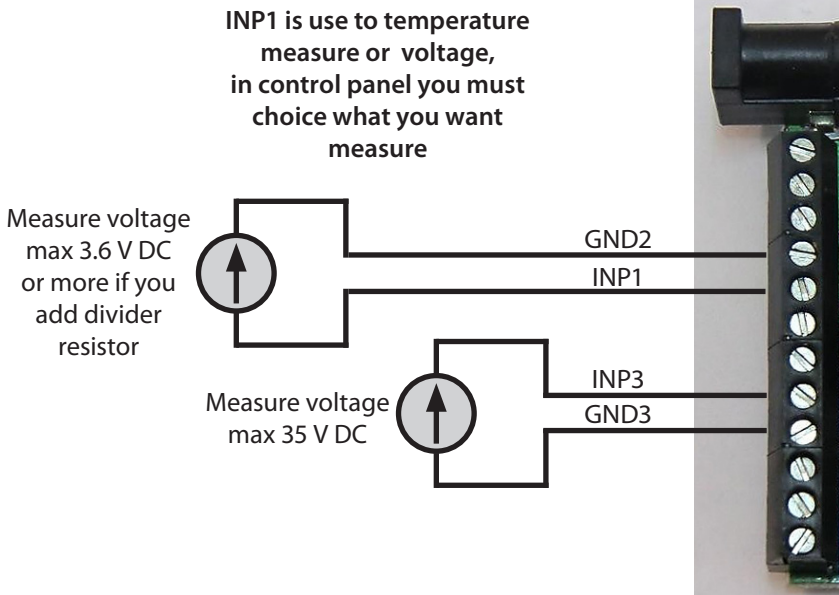 INP1 is use to temperature
measure or  voltage,
in control panel you must
choice what you want
measure
Measure voltage
max 3.6 V DC
or more if you
add divider
resistor
GND2
INP1
INP3
GND3
Measure voltage
max 35 V DC